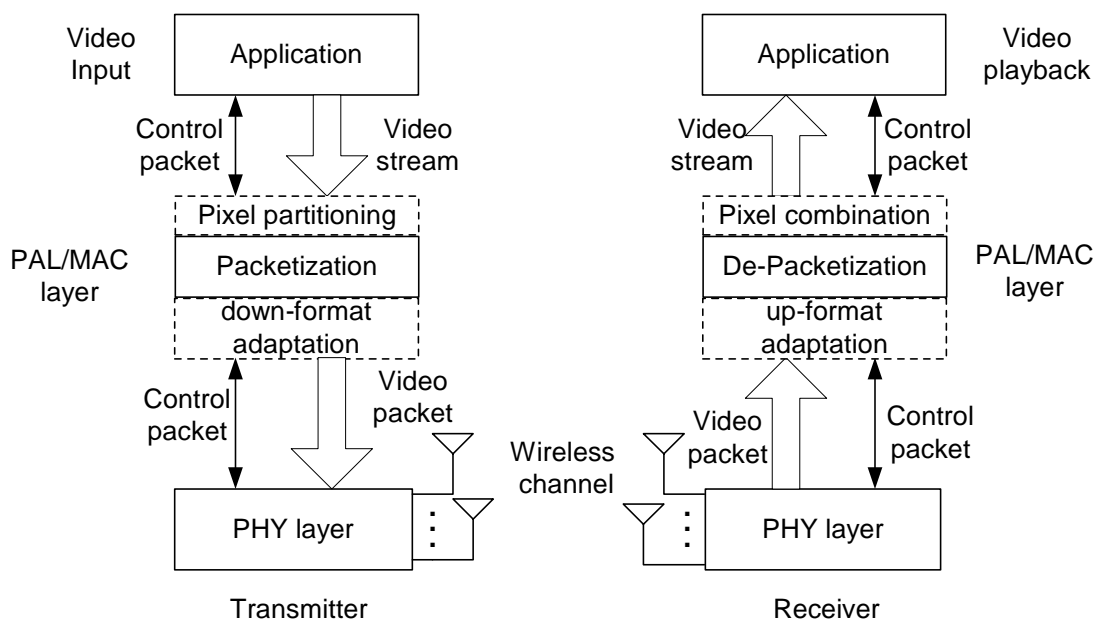 Video
Input
Application
Control
packet
Video
stream
Pixel partitioning
PAL/MAC
layer
Packetization
down-format
adaptation
Control
packet
Video
packet
PHY layer
Transmitter
Wireless
channel
Application
Video
playback
Video
stream
Control
packet
Pixel combination
De-Packetization
PAL/MAC
layer
up-format
adaptation
Video
packet
Control
packet
PHY layer
Receiver